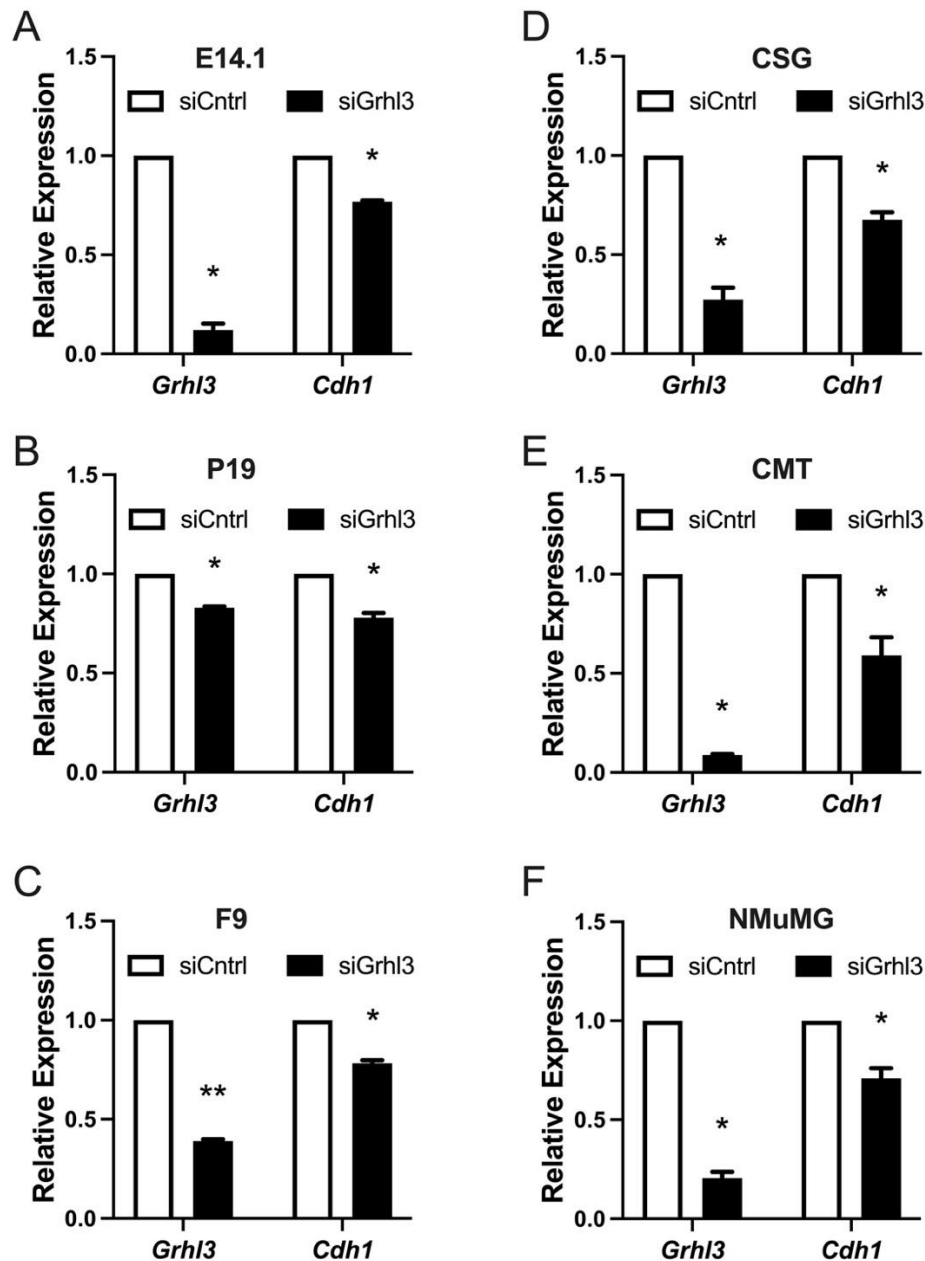 A
E14.1
siCntrl siGrhl3
Relative Expression
1.5
1.0
0.5
0.0
*
*
Grhl3 Cdh1
B
P19
siCntrl siGrhl3
Relative Expression
1.5
1.0
0.5
0.0
*
*
Grhl3 Cdh1
C
F9
siCntrl siGrhl3
Relative Expression
1.5
1.0
0.5
0.0
**
*
Grhl3 Cdh1
D
CSG
siCntrl siGrhl3
Relative Expression
1.5
1.0
0.5
0.0
*
*
Grhl3 Cdh1
E
CMT
siCntrl siGrhl3
Relative Expression
1.5
1.0
0.5
0.0
*
*
Grhl3 Cdh1
F
NMuMG
siCntrl siGrhl3
Relative Expression
1.5
1.0
0.5
0.0
*
*
Grhl3 Cdh1